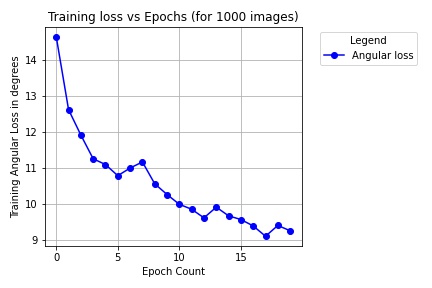 Training loss vs Epochs (for 1000 images)
Legend
Angular loss
Training Angular Loss in degrees
14
13
12
11
10
9
0
5
10
15
Epoch Count